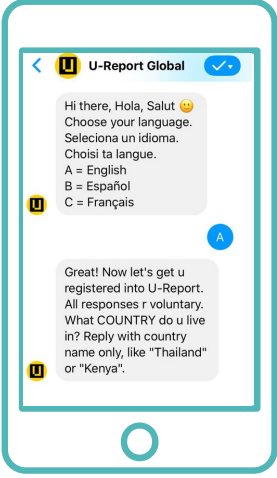 U-Report Global
Hi there, Hola, Salut 🙂
Choose your language.
Seleciona un idioma.
Choisi ta langue.
A = English
B = Español
C = Français
U
A
Great! Now let's get u
registered into U-Report.
All responses r voluntary.
What COUNTRY do u live
in? Reply with country
name only, like "Thailand"
or "Kenya".
U